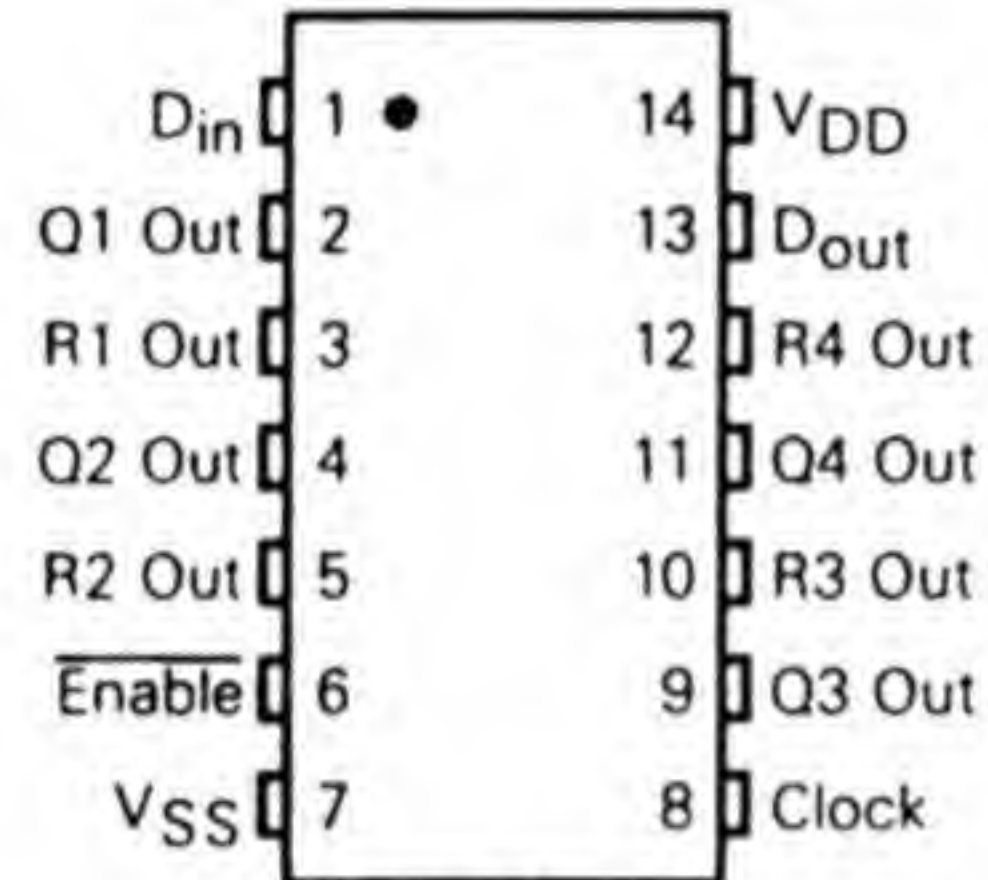 Din 1 14 VDD
Q1 Out 2 13 Dout
R1 Out 3 12 R4 Out
Q2 Out 4 11 Q4 Out
R2 Out 5 10 R3 Out
Enable 6 9 Q3 Out
VSS 7 8 Clock